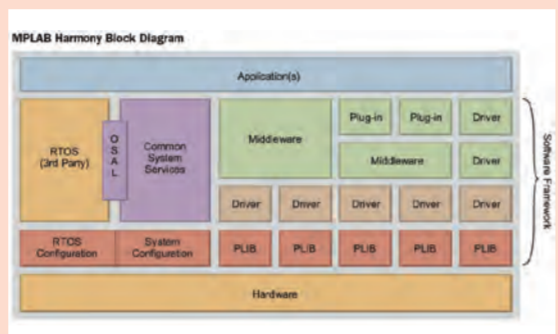 MPLAB Harmony Block Diagram
Application(s)
RTOS
(3rd Party)
OSAL
Common
System
Services
Middleware
Plug-in
Plug-in
Driver
Middleware
Driver
Driver
Driver
Driver
Driver
Driver
RTOS
Configuration
System
Configuration
PLIB
PLIB
PLIB
PLIB
PLIB
Hardware
Software Framework